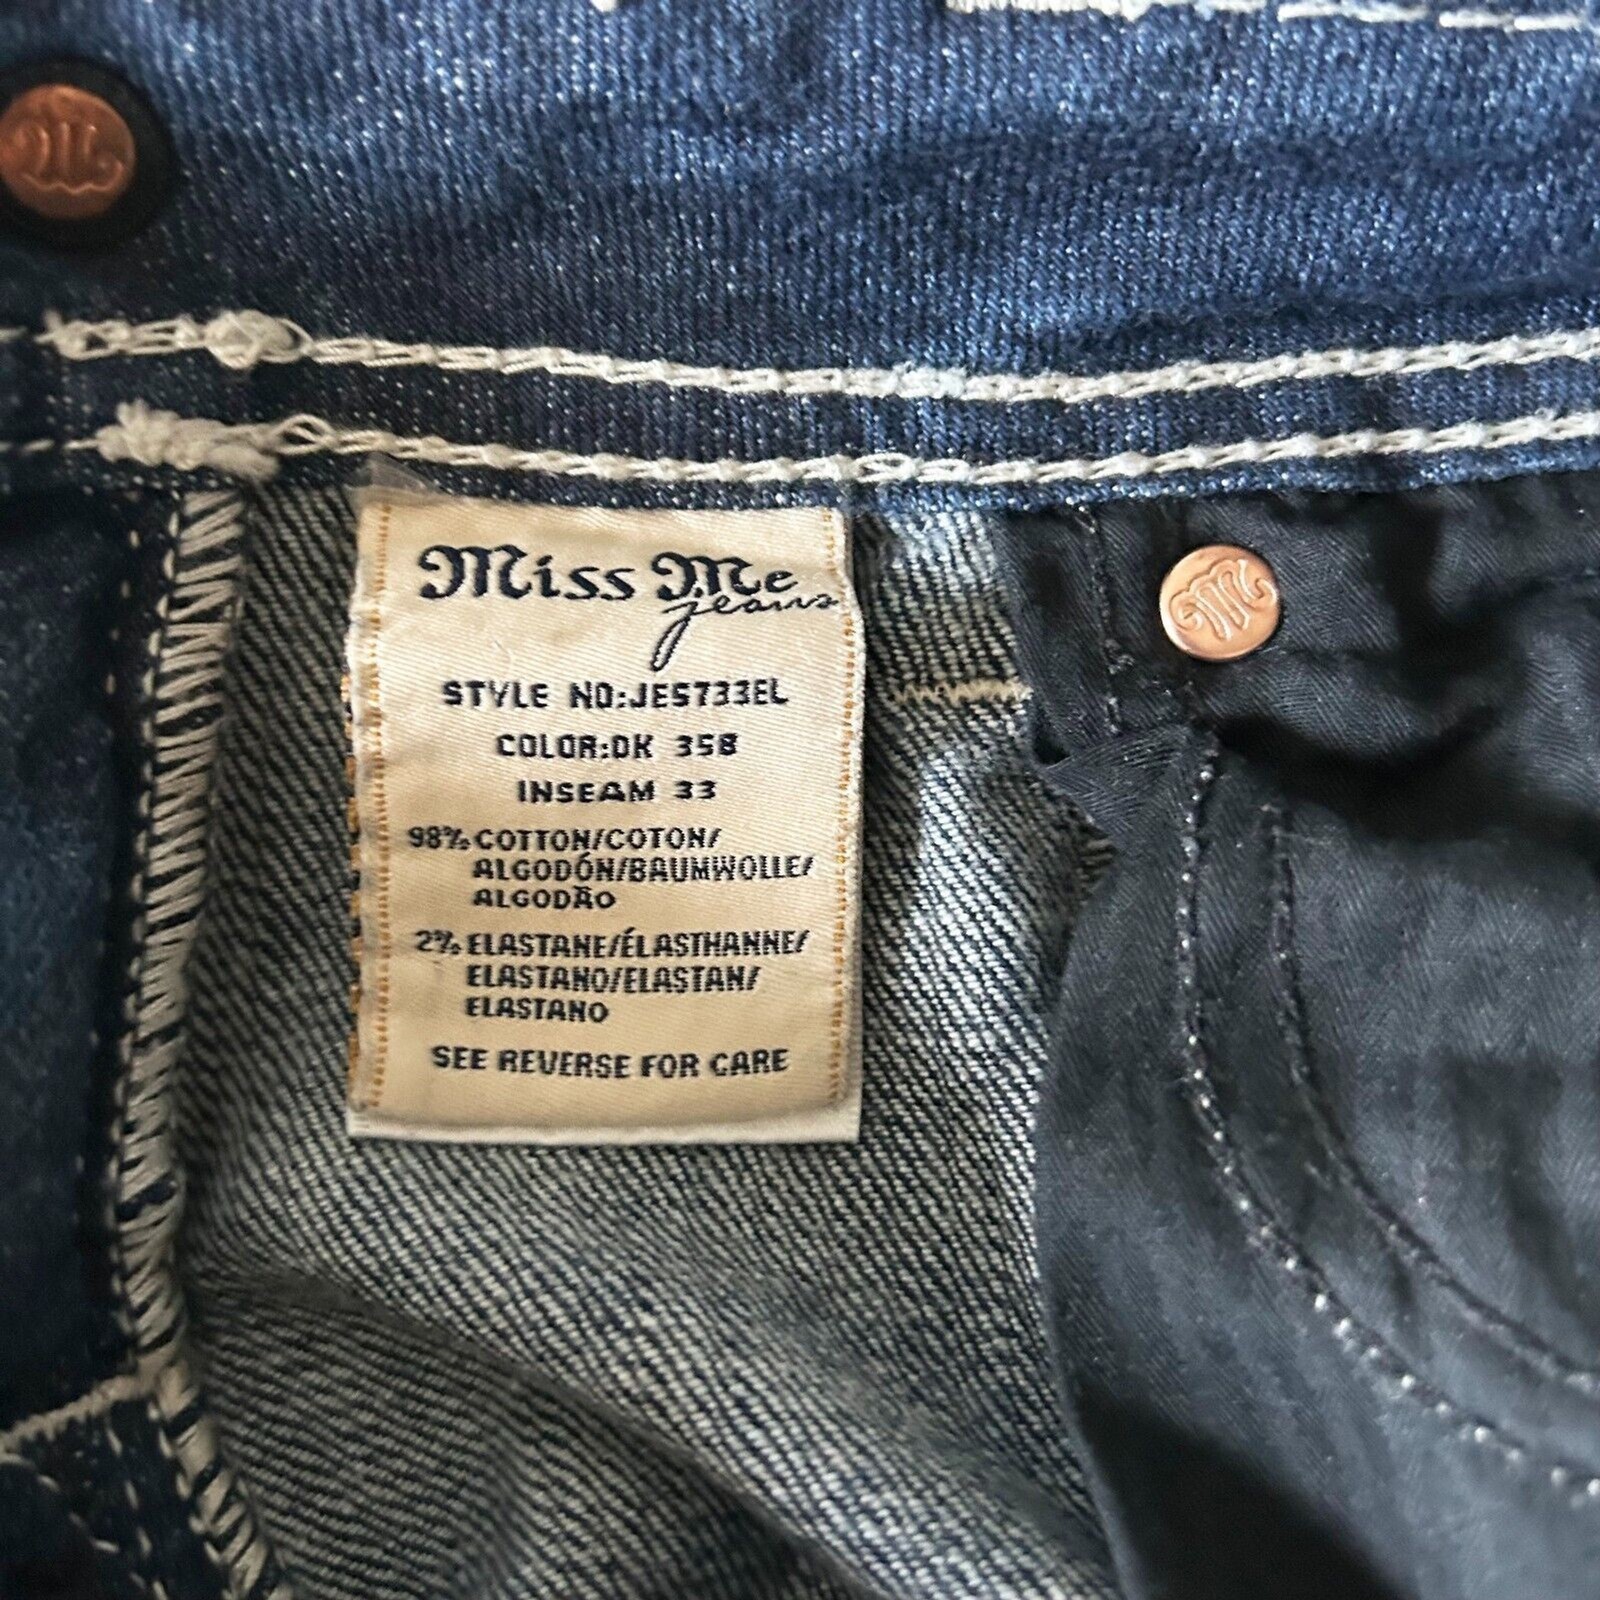 Miss Me
jeans
STYLE NO:JE5733EL
COLOR:DK 358
INSEAM 33
98% COTTON/COTON/
ALGODÓN/BAUMWOLLE/
ALGODÃO
2% ELASTANE/ÉLASTHANNE/
ELASTANO/ELASTAN/
ELASTANO
SEE REVERSE FOR CARE
M
M